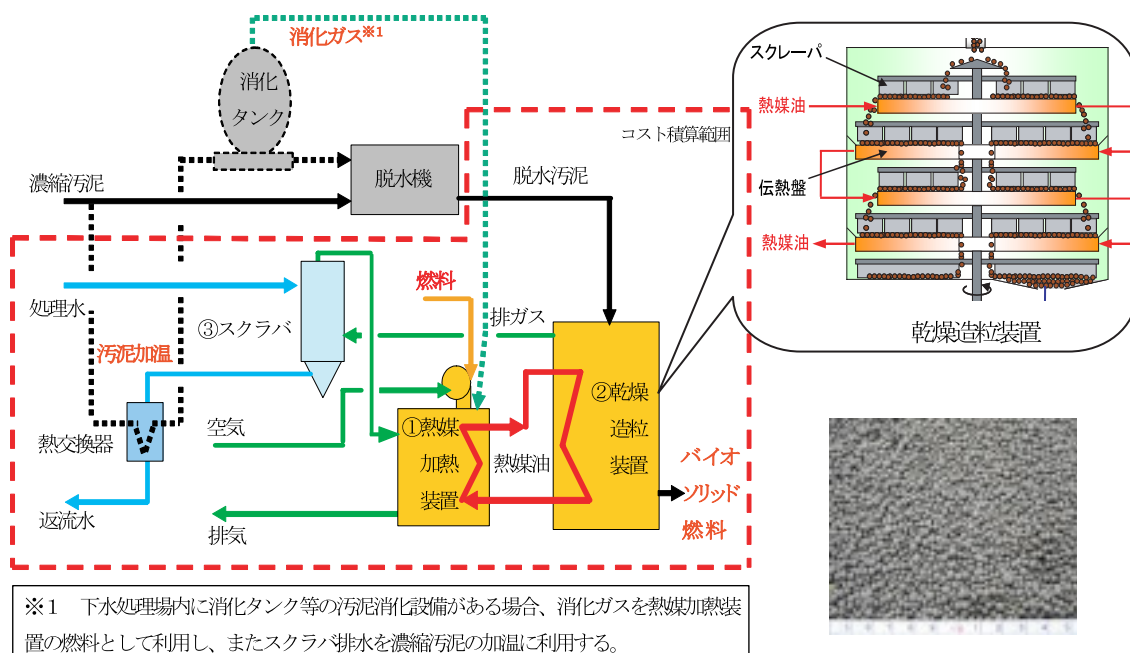 消化ガス※1
消化
タンク
スクレーパ
熱媒油
コスト積算範囲
伝熱盤
熱媒油
乾燥造粒装置
濃縮汚泥
脱水機
脱水汚泥
処理水
③スクラバ
燃料
排ガス
汚泥加温
空気
①熱媒
加熱
装置
熱媒油
②乾燥
造粒
装置
熱交換器
返流水
排気
バイオ
ソリッド
燃料
※1 下水処理場内に消化タンク等の汚泥消化設備がある場合、消化ガスを熱媒加熱装
置の燃料として利用し、またスクラバ排水を濃縮汚泥の加温に利用する。